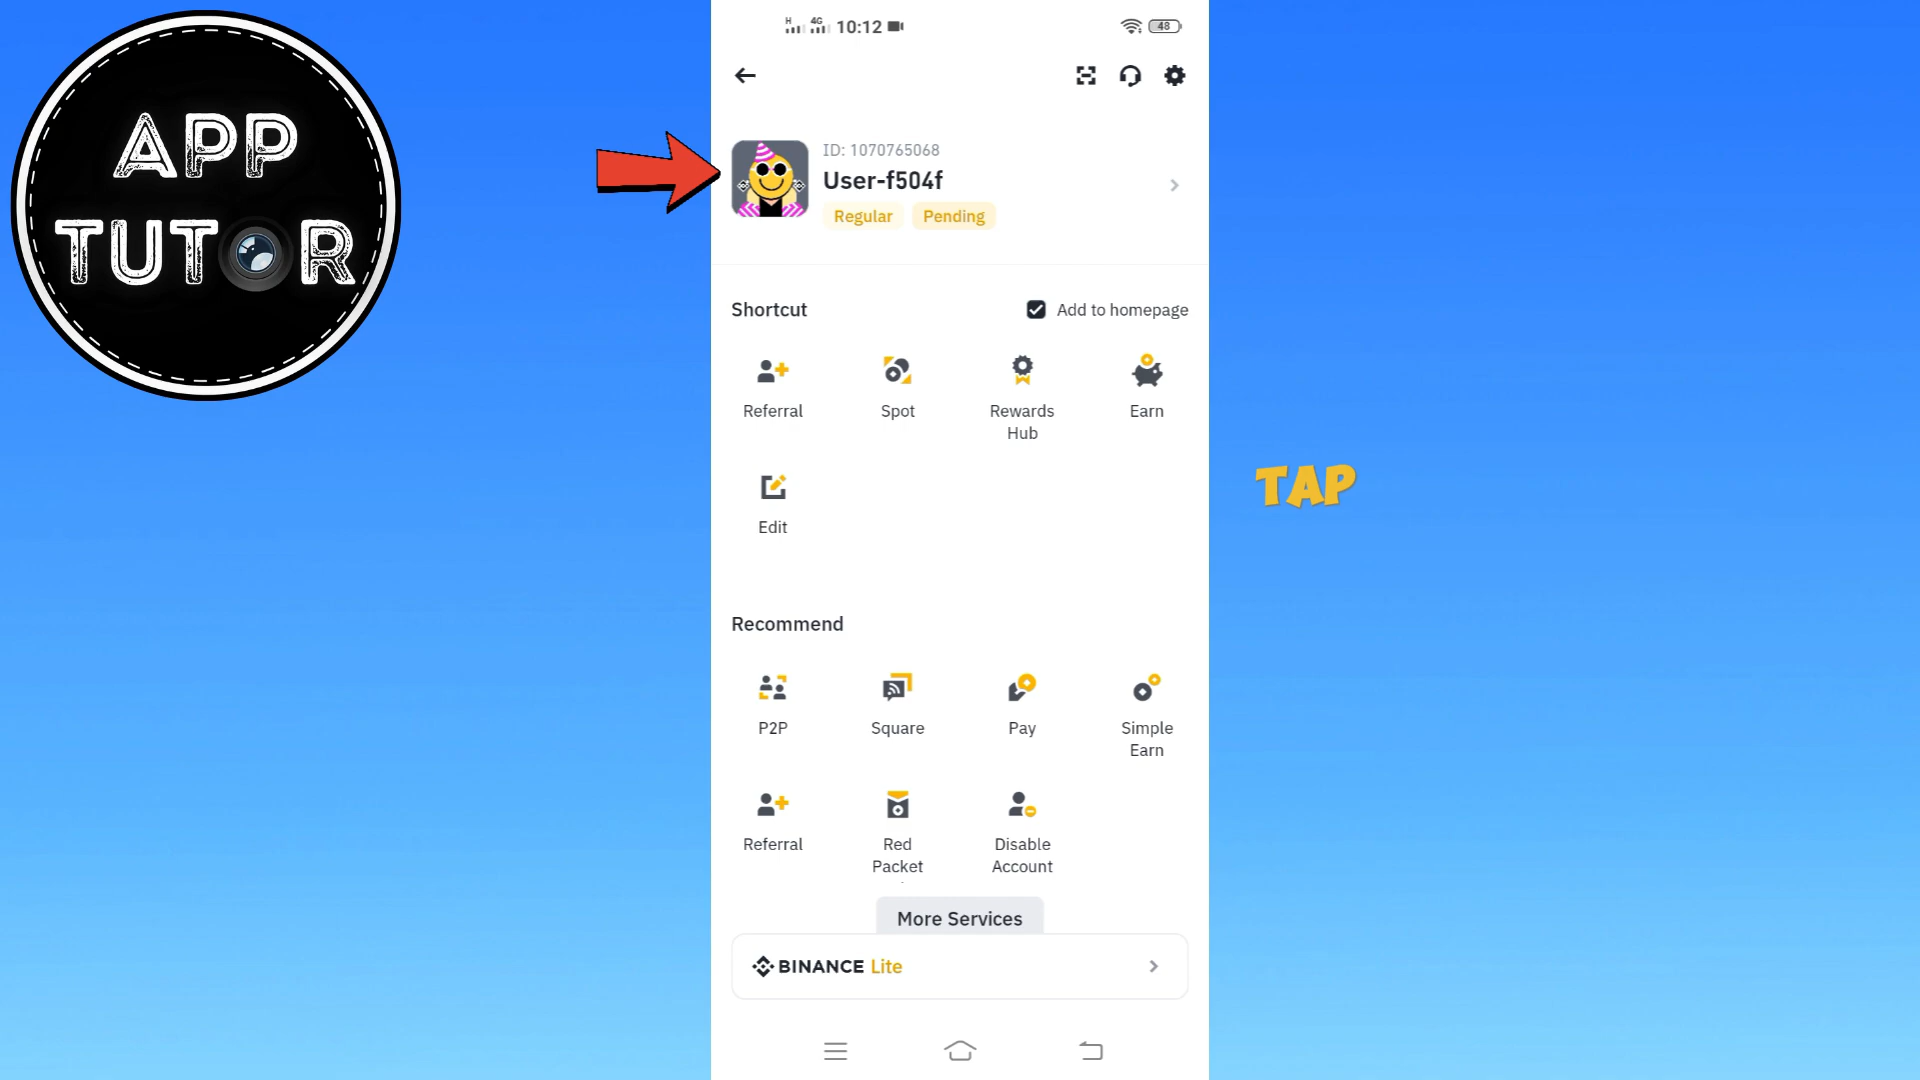 APP
TUTOR
H 4G 10:12 48
ID: 1070765068
User-f504f
Regular Pending
Shortcut Add to homepage
Referral Spot Rewards Hub Earn
Edit
TAP
Recommend
P2P Square Pay Simple Earn
Referral Red Packet Disable Account
More Services
BINANCE Lite